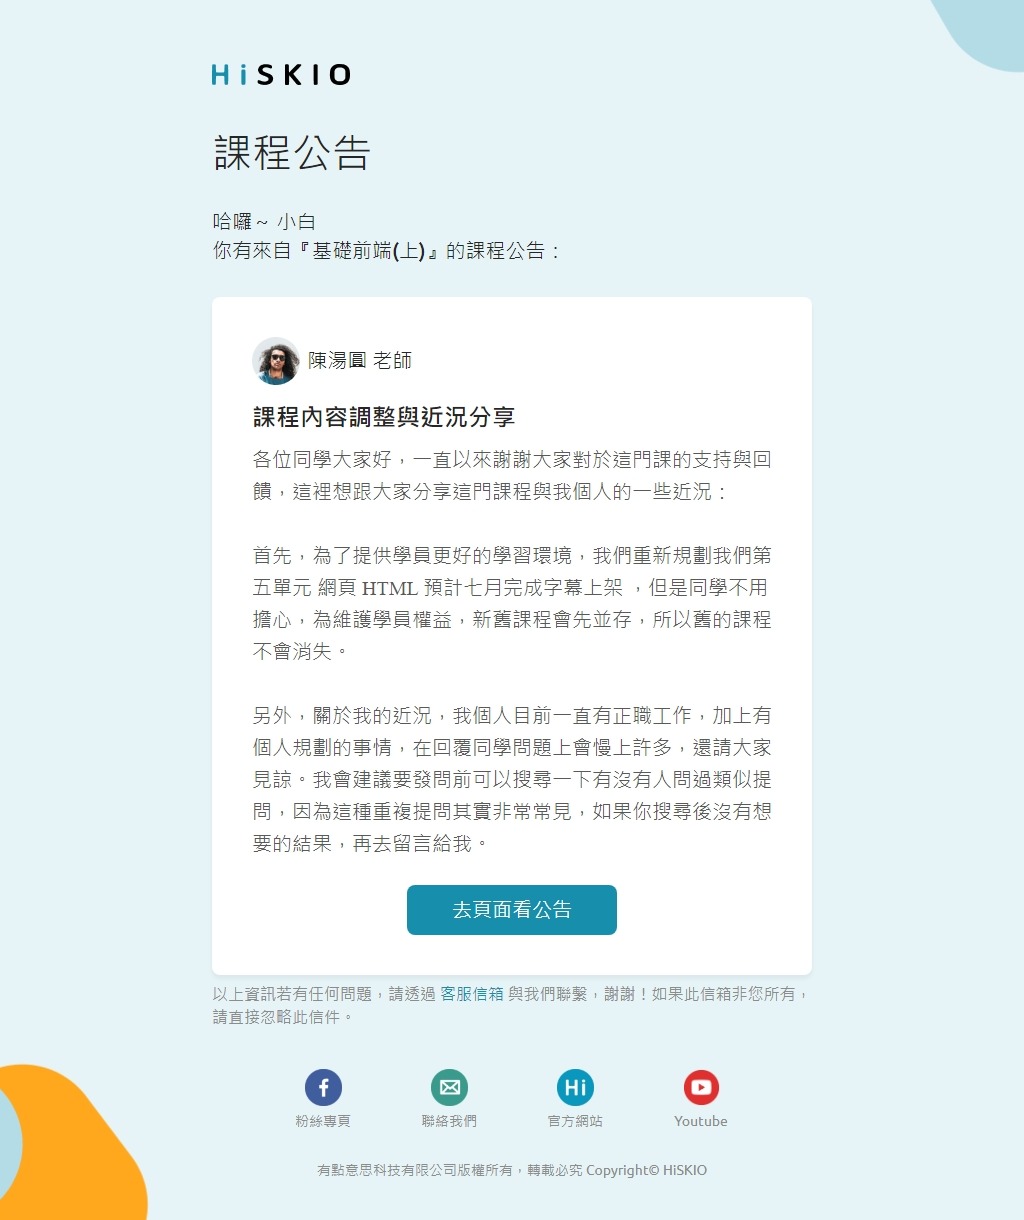 HiSKIO
課程公告
哈囉～ 小白
你有來自『基礎前端(上)』的課程公告：
陳湯圓 老師
課程內容調整與近況分享
各位同學大家好，一直以來謝謝大家對於這門課的支持與回
饋，這裡想跟大家分享這門課程與我個人的一些近況：
首先，為了提供學員更好的學習環境，我們重新規劃我們第
五單元 網頁 HTML 預計七月完成字幕上架 ，但是同學不用
擔心，為維護學員權益，新舊課程會先並存，所以舊的課程
不會消失。
另外，關於我的近況，我個人目前一直有正職工作，加上有
個人規劃的事情，在回覆同學問題上會慢上許多，還請大家
見諒。我會建議要發問前可以搜尋一下有沒有人問過類似提
問，因為這種重複提問其實非常常見，如果你搜尋後沒有想
要的結果，再去留言給我。
去頁面看公告
以上資訊若有任何問題，請透過 客服信箱 與我們聯繫，謝謝！如果此信箱非您所有，
請直接忽略此信件。
Hi
粉絲專頁 聯絡我們 官方網站 Youtube
有點意思科技有限公司版權所有，轉載必究 Copyright© HiSKIO